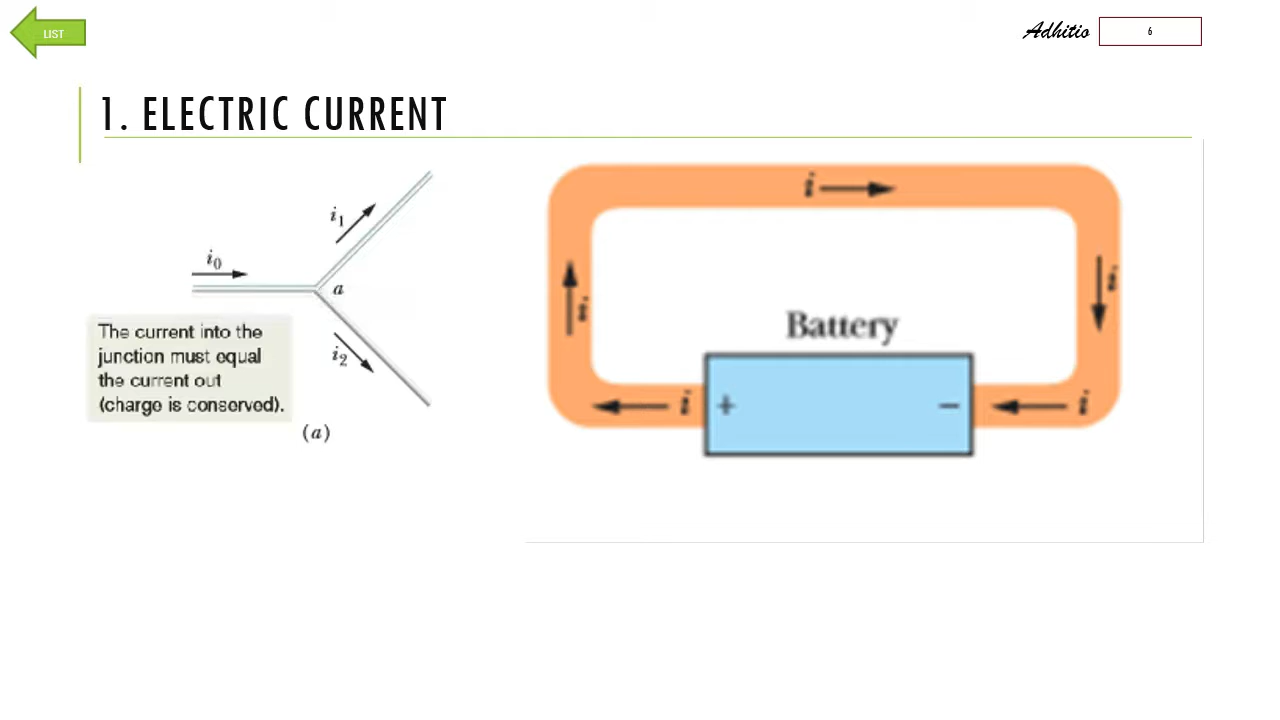 LIST
Adhitio
6
1. ELECTRIC CURRENT
i1
i0
a
i2
The current into the
junction must equal
the current out
(charge is conserved).
(a)
i
i
i
Battery
i
+
−
i